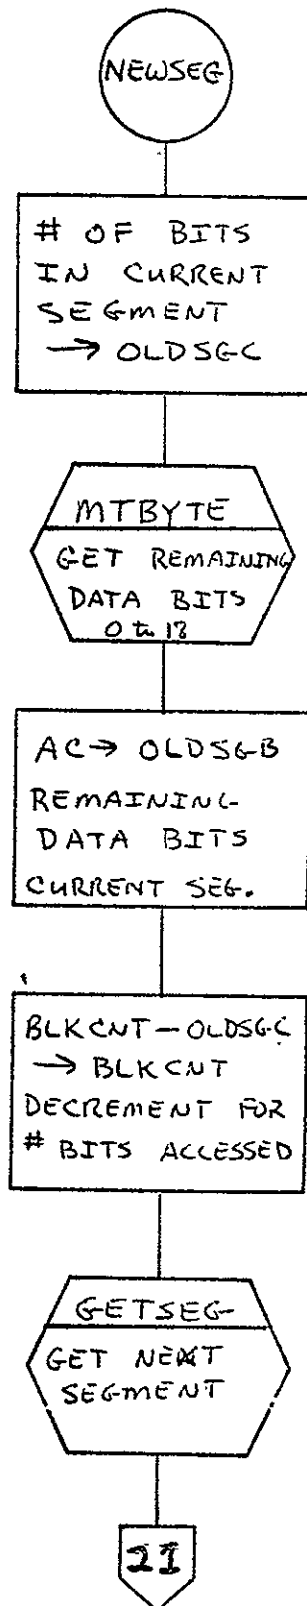 NEWSEG
# OF BITS
IN CURRENT
SEGMENT
→ OLDSGC
MTBYTE
GET REMAINING
DATA BITS
0 to 18
AC → OLDSGB
REMAINING
DATA BITS
CURRENT SEG.
BLKCNT - OLDSGC
→ BLKCNT
DECREMENT FOR
# BITS ACCESSED
GETSEG
GET NEXT
SEGMENT